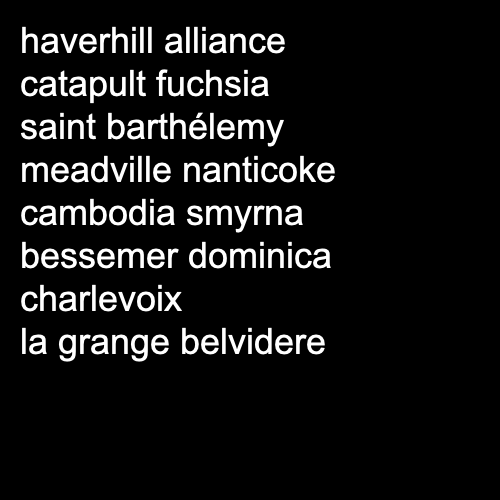 haverhill alliance
catapult fuchsia
saint barthélemy
meadville nanticoke
cambodia smyrna
bessemer dominica
charlevoix
la grange belvidere